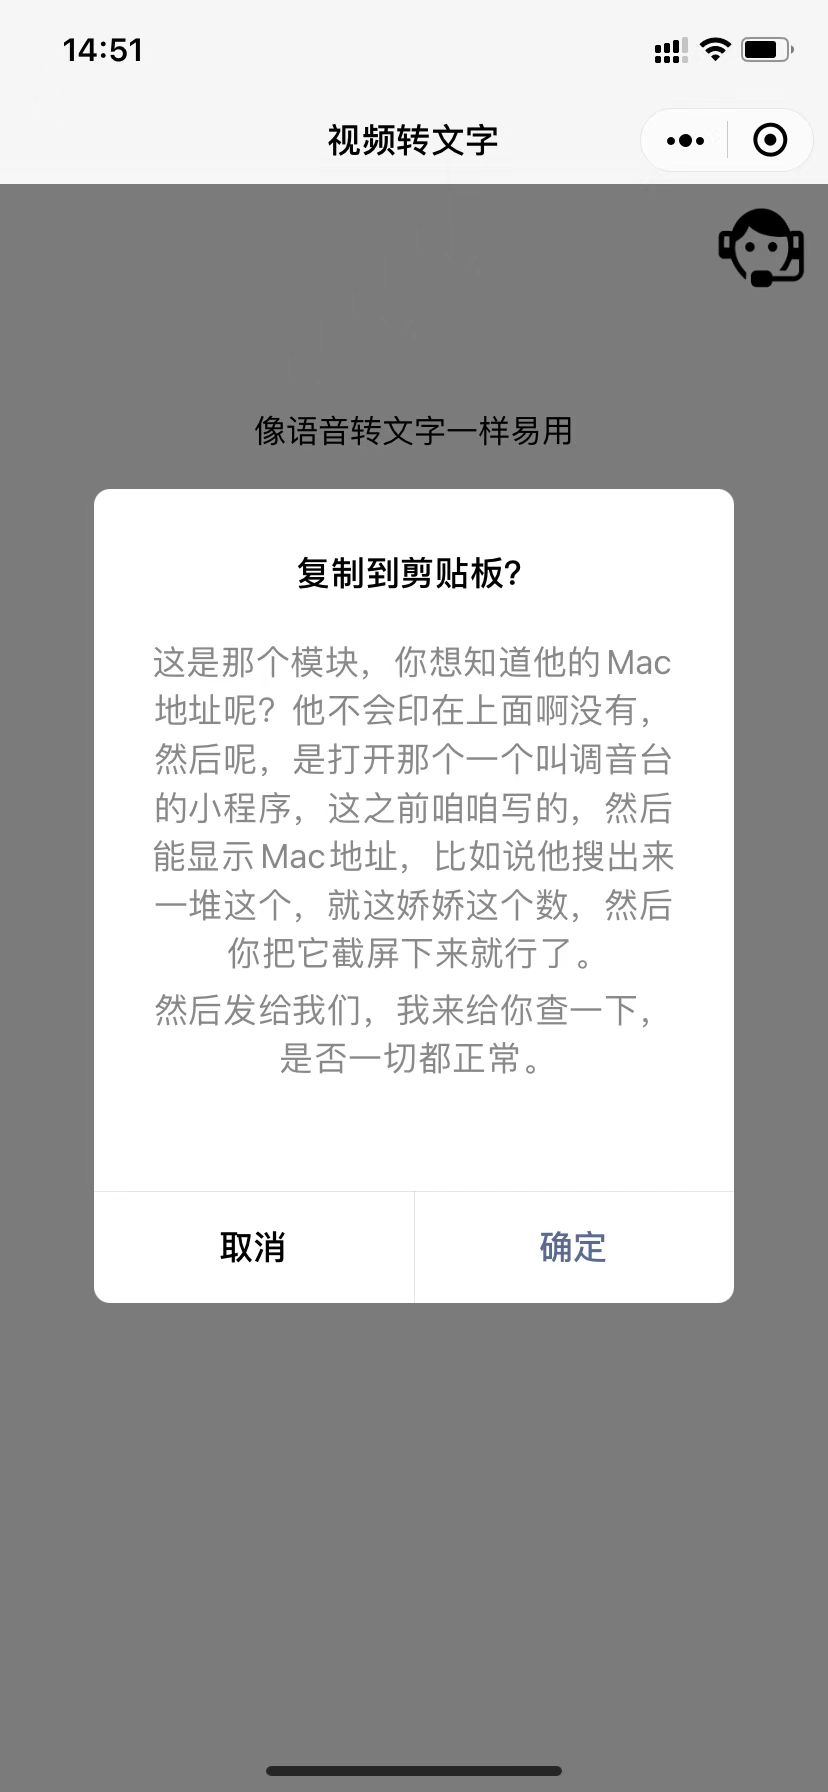 14:51
视频转文字
像语音转文字一样易用
复制到剪贴板?
这是那个模块，你想知道他的Mac
地址呢？他不会印在上面啊没有，
然后呢，是打开那个一个叫调音台
的小程序，这之前咱咱写的，然后
能显示Mac地址，比如说他搜出来
一堆这个，就这娇娇这个数，然后
你把它截屏下来就行了。
然后发给我们，我来给你查一下，
是否一切都正常。
取消
确定